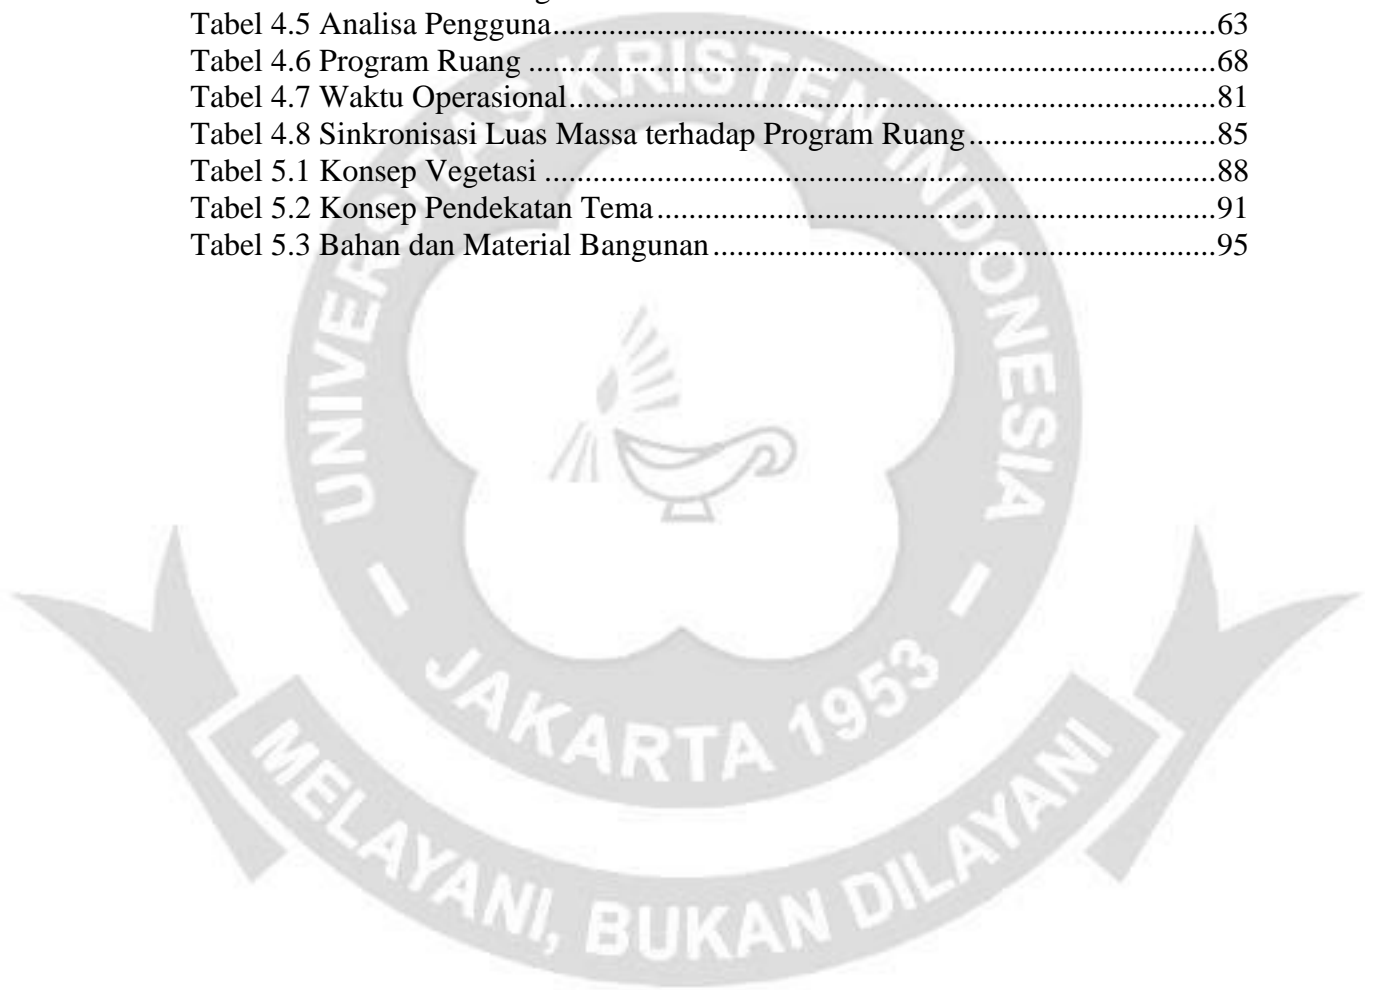 Tabel 4.5 Analisa Pengguna....................................................................................63
Tabel 4.6 Program Ruang .......................................................................................68
Tabel 4.7 Waktu Operasional..................................................................................81
Tabel 4.8 Sinkronisasi Luas Massa terhadap Program Ruang...............................85
Tabel 5.1 Konsep Vegetasi .....................................................................................88
Tabel 5.2 Konsep Pendekatan Tema.......................................................................91
Tabel 5.3 Bahan dan Material Bangunan................................................................95
UNIVERSITAS KRISTEN INDONESIA
- JAKARTA 1953 -
MELAYANI, BUKAN DILAYANI